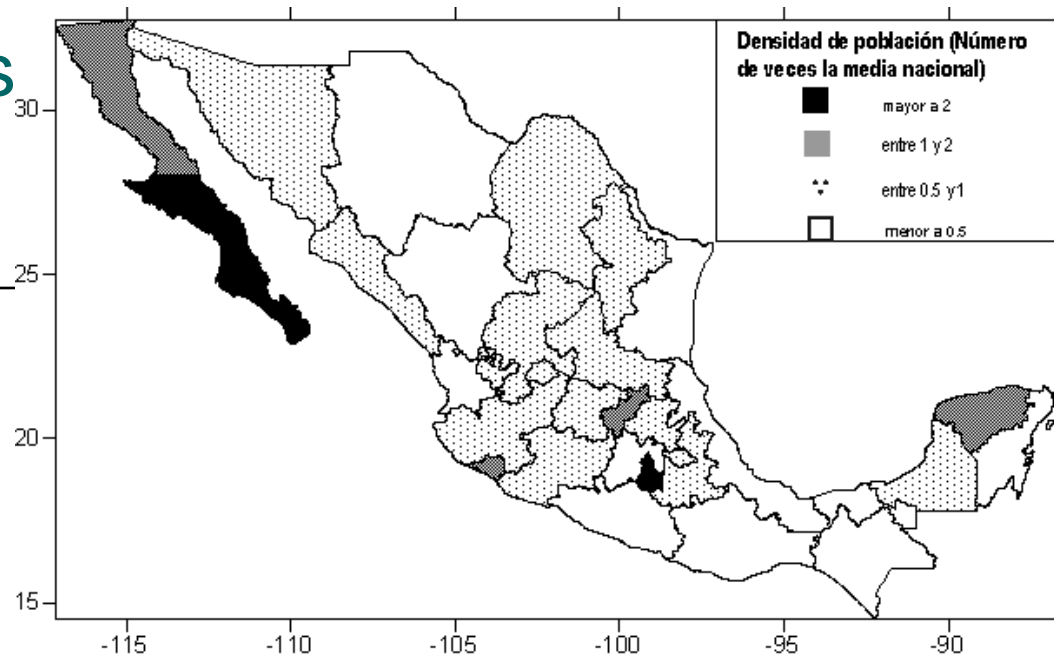 s
Densidad de población (Número
de veces la media nacional)
mayor a 2
entre 1 y 2
entre 0.5 y1
menor a 0.5
30
25
20
15
-115 -110 -105 -100 -95 -90